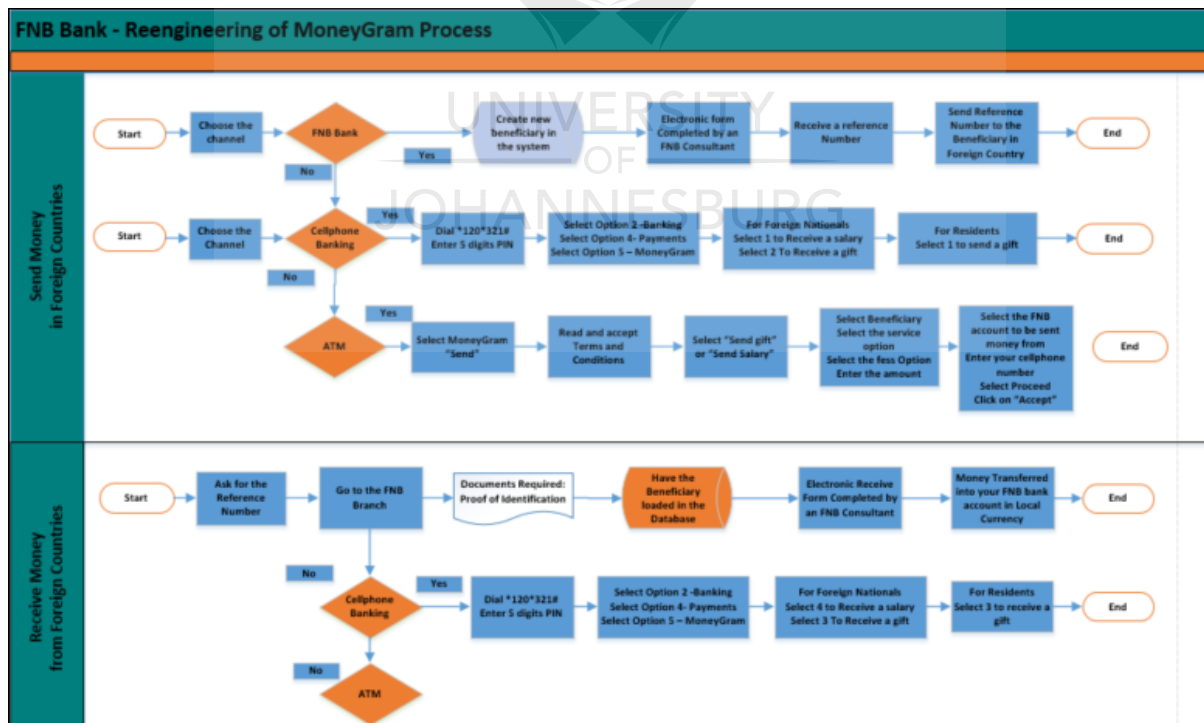 FNB Bank - Reengineering of MoneyGram Process
UNIVERSITY
OF
JOHANNESBURG
Send Money
in Foreign Countries
Start
Choose the
channel
FNB Bank
Yes
No
Create new
beneficiary in
the system
Electronic form
Completed by an
FNB Consultant
Receive a reference
Number
Send Reference
Number to the
Beneficiary in
Foreign Country
End
Start
Choose the
Channel
Cellphone
Banking
Yes
No
Dial *120*321#
Enter 5 digits PIN
Select Option 2 -Banking
Select Option 4- Payments
Select Option 5 – MoneyGram
For Foreign Nationals
Select 1 to Receive a salary
Select 2 To Receive a gift
For Residents
Select 1 to send a gift
End
ATM
Yes
Select MoneyGram
"Send"
Read and accept
Terms and
Conditions
Select "Send gift"
or "Send Salary"
Select Beneficiary
Select the service
option
Select the fess Option
Enter the amount
Select the FNB
account to be sent
money from
Enter your cellphone
number
Select Proceed
Click on "Accept"
End
Receive Money
from Foreign Countries
Start
Ask for the
Reference
Number
Go to the FNB
Branch
Documents Required:
Proof of Identification
Have the
Beneficiary
loaded in the
Database
Electronic Receive
Form Completed by
an FNB Consultant
Money Transferred
into your FNB bank
account in Local
Currency
End
No
Cellphone
Banking
Yes
Dial *120*321#
Enter 5 digits PIN
Select Option 2 -Banking
Select Option 4- Payments
Select Option 5 – MoneyGram
For Foreign Nationals
Select 4 to Receive a salary
Select 3 To Receive a gift
For Residents
Select 3 to receive a
gift
End
No
ATM